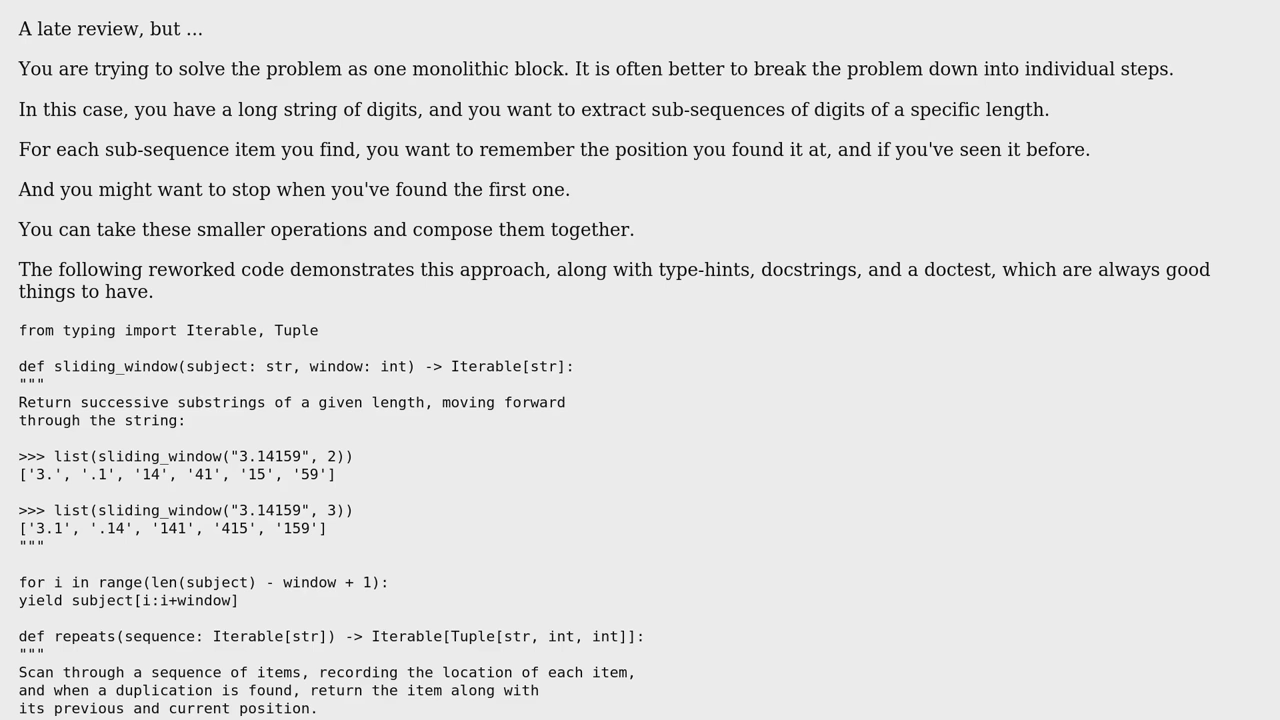 A late review, but ...
You are trying to solve the problem as one monolithic block. It is often better to break the problem down into individual steps.
In this case, you have a long string of digits, and you want to extract sub-sequences of digits of a specific length.
For each sub-sequence item you find, you want to remember the position you found it at, and if you've seen it before.
And you might want to stop when you've found the first one.
You can take these smaller operations and compose them together.
The following reworked code demonstrates this approach, along with type-hints, docstrings, and a doctest, which are always good
things to have.
from typing import Iterable, Tuple
def sliding_window(subject: str, window: int) -> Iterable[str]:
"""
Return successive substrings of a given length, moving forward
through the string:
>>> list(sliding_window("3.14159", 2))
['3.', '.1', '14', '41', '15', '59']
>>> list(sliding_window("3.14159", 3))
['3.1', '.14', '141', '415', '159']
"""
for i in range(len(subject) - window + 1):
yield subject[i:i+window]
def repeats(sequence: Iterable[str]) -> Iterable[Tuple[str, int, int]]:
"""
Scan through a sequence of items, recording the location of each item,
and when a duplication is found, return the item along with
its previous and current position.